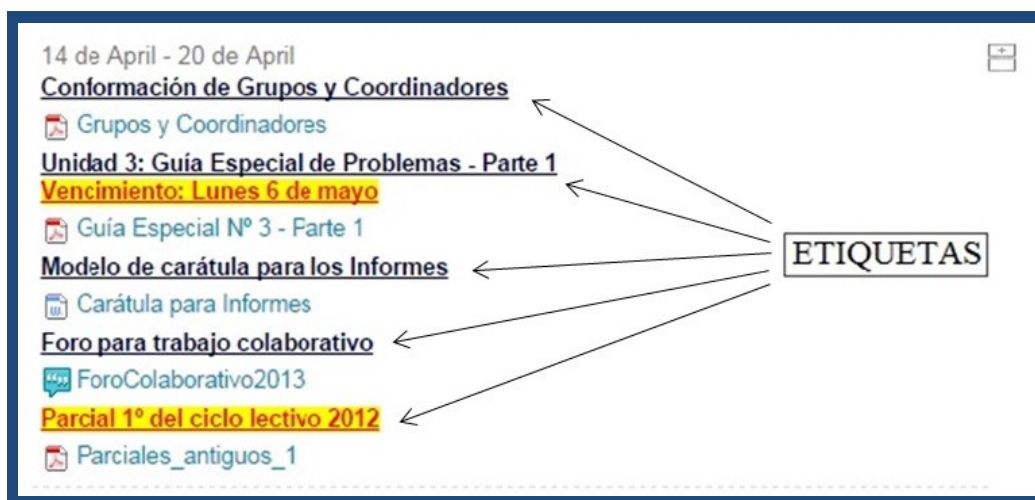 14 de April - 20 de April
Conformación de Grupos y Coordinadores
Grupos y Coordinadores
Unidad 3: Guía Especial de Problemas - Parte 1
Vencimiento: Lunes 6 de mayo
Guía Especial Nº 3 - Parte 1
Modelo de carátula para los Informes
Carátula para Informes
Foro para trabajo colaborativo
ForoColaborativo2013
Parcial 1º del ciclo lectivo 2012
Parciales_antiguos_1
ETIQUETAS